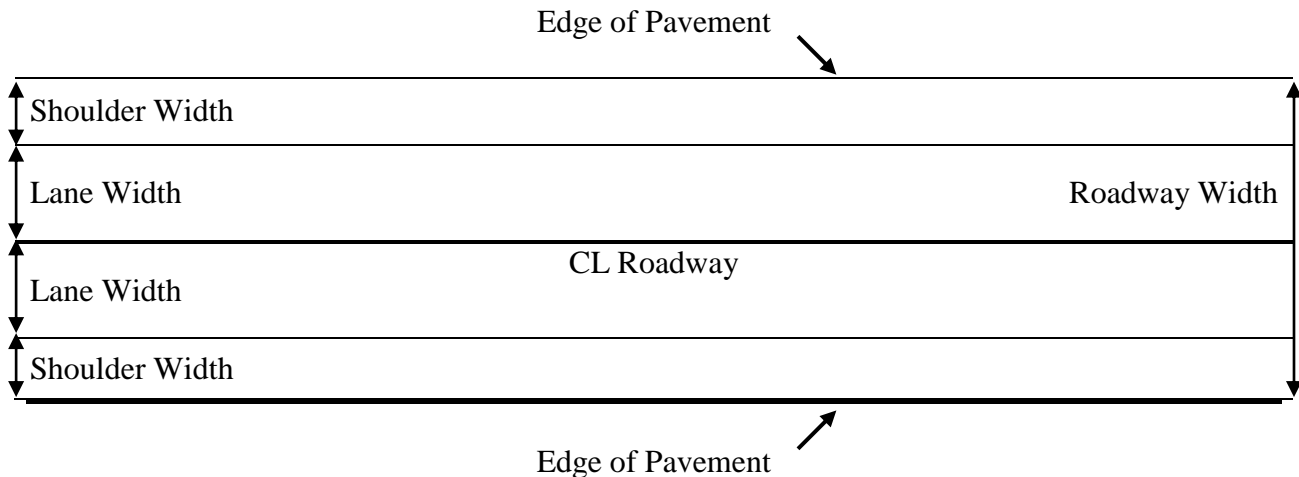 Edge of Pavement
Shoulder Width
Lane Width
Roadway Width
CL Roadway
Lane Width
Shoulder Width
Edge of Pavement